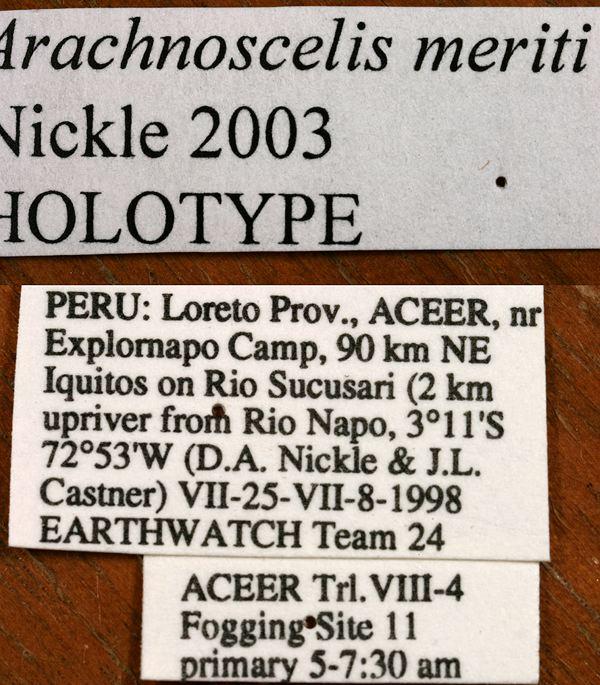 Arachnoscelis meriti
Nickle 2003
HOLOTYPE
PERU: Loreto Prov., ACEER, nr
Explornapo Camp, 90 km NE
Iquitos on Rio Sucusari (2 km
upriver from Rio Napo, 3°11'S
72°53'W (D.A. Nickle & J.L.
Castner) VII-25-VII-8-1998
EARTHWATCH Team 24
ACEER Trl.VIII-4
Fogging Site 11
primary 5-7:30 am